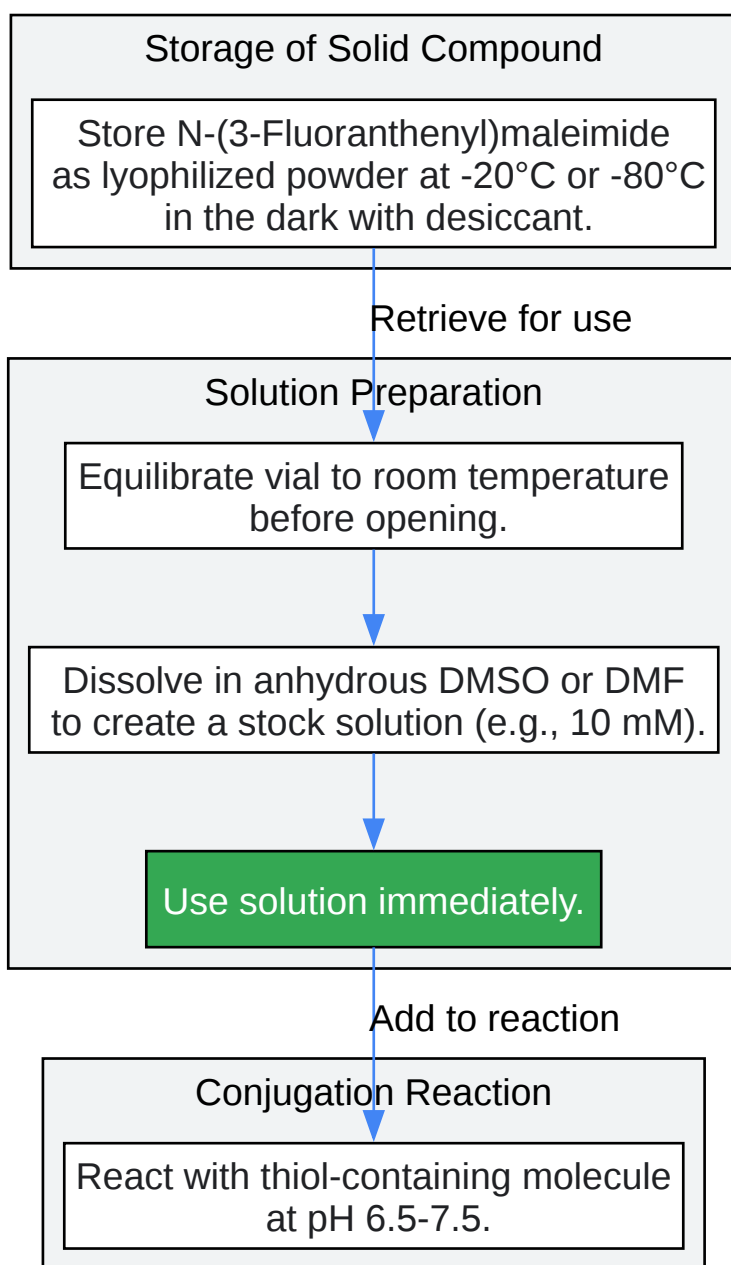 Storage of Solid Compound
Store N-(3-Fluoranthenyl)maleimide
as lyophilized powder at -20°C or -80°C
in the dark with desiccant.
Retrieve for use
Solution Preparation
Equilibrate vial to room temperature
before opening.
Dissolve in anhydrous DMSO or DMF
to create a stock solution (e.g., 10 mM).
Use solution immediately.
Add to reaction
Conjugation Reaction
React with thiol-containing molecule
at pH 6.5-7.5.